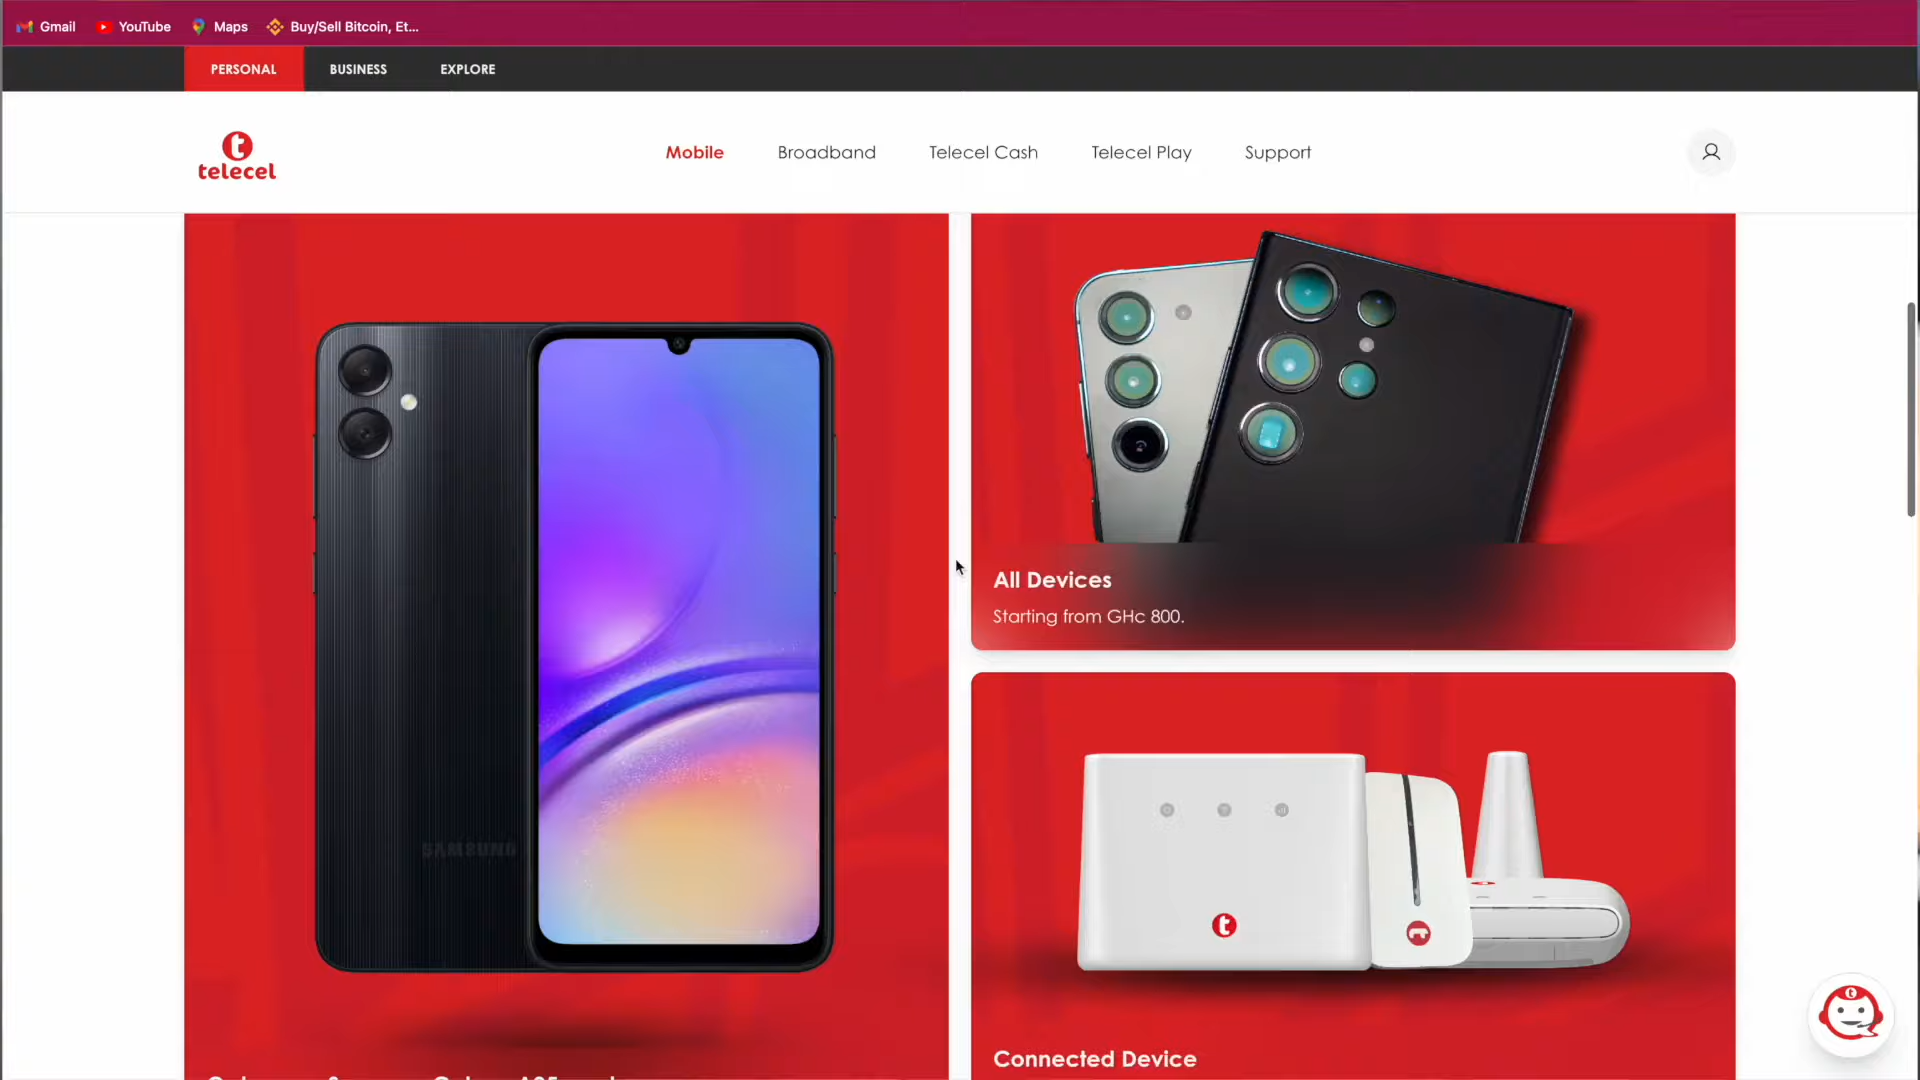 Gmail YouTube Maps Buy/Sell Bitcoin, Et...
PERSONAL BUSINESS EXPLORE
telecel
Mobile Broadband Telecel Cash Telecel Play Support
SAMSUNG
All Devices
Starting from GHc 800.
Connected Device